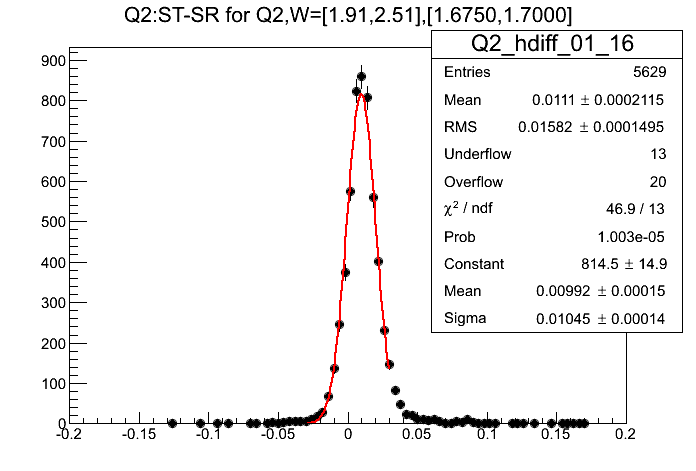 Q2:ST-SR for Q2,W=[1.91,2.51],[1.6750,1.7000]
Q2_hdiff_01_16
Entries 5629
Mean 0.0111 ± 0.0002115
RMS 0.01582 ± 0.0001495
Underflow 13
Overflow 20
χ² / ndf 46.9 / 13
Prob 1.003e-05
Constant 814.5 ± 14.9
Mean 0.00992 ± 0.00015
Sigma 0.01045 ± 0.00014
900
800
700
600
500
400
300
200
100
0
-0.2 -0.15 -0.1 -0.05 0 0.05 0.1 0.15 0.2